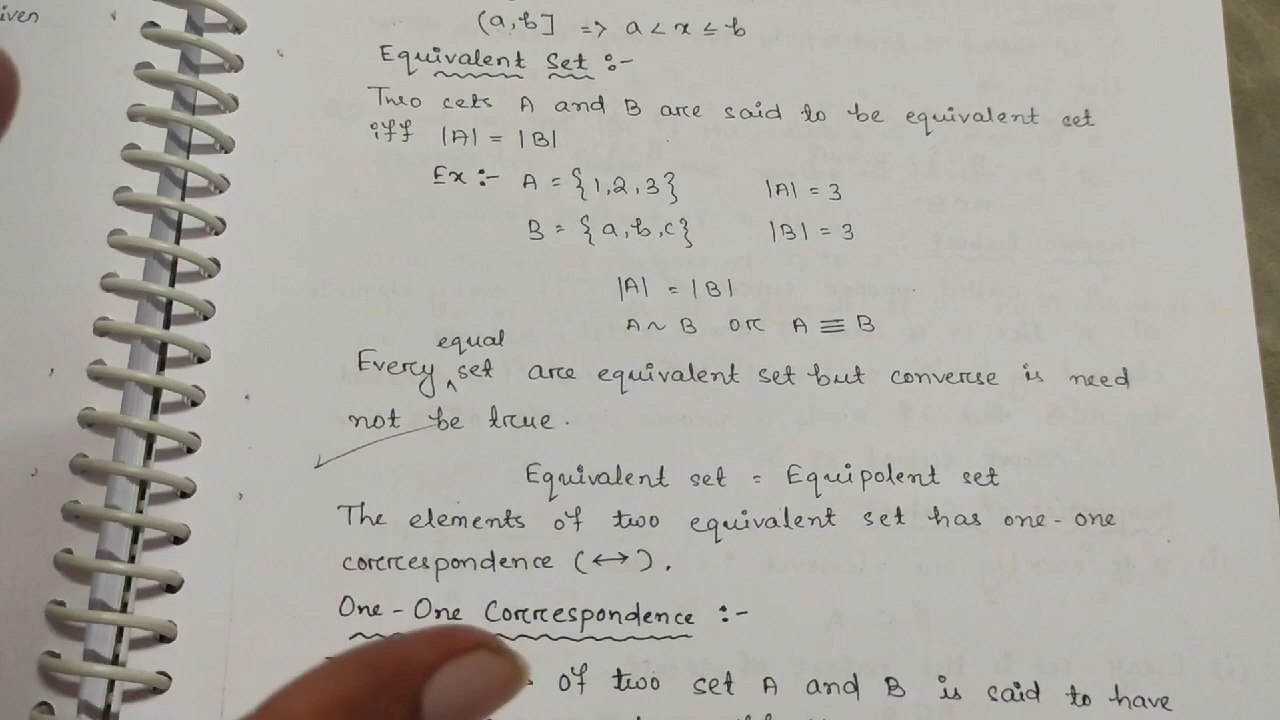 iven
(a,b] => a < x ≤ b
Equivalent Set :-
Two sets A and B are said to be equivalent set
iff |A| = |B|
Ex :- A = {1,2,3} |A| = 3
B = {a,b,c} |B| = 3
|A| = |B|
A ~ B or A ≡ B
equal
Every ^ set are equivalent set but converse is need
not be true.
Equivalent set = Equipolent set
The elements of two equivalent set has one-one
correspondence (↔).
One-One Correspondence :-
of two set A and B is said to have